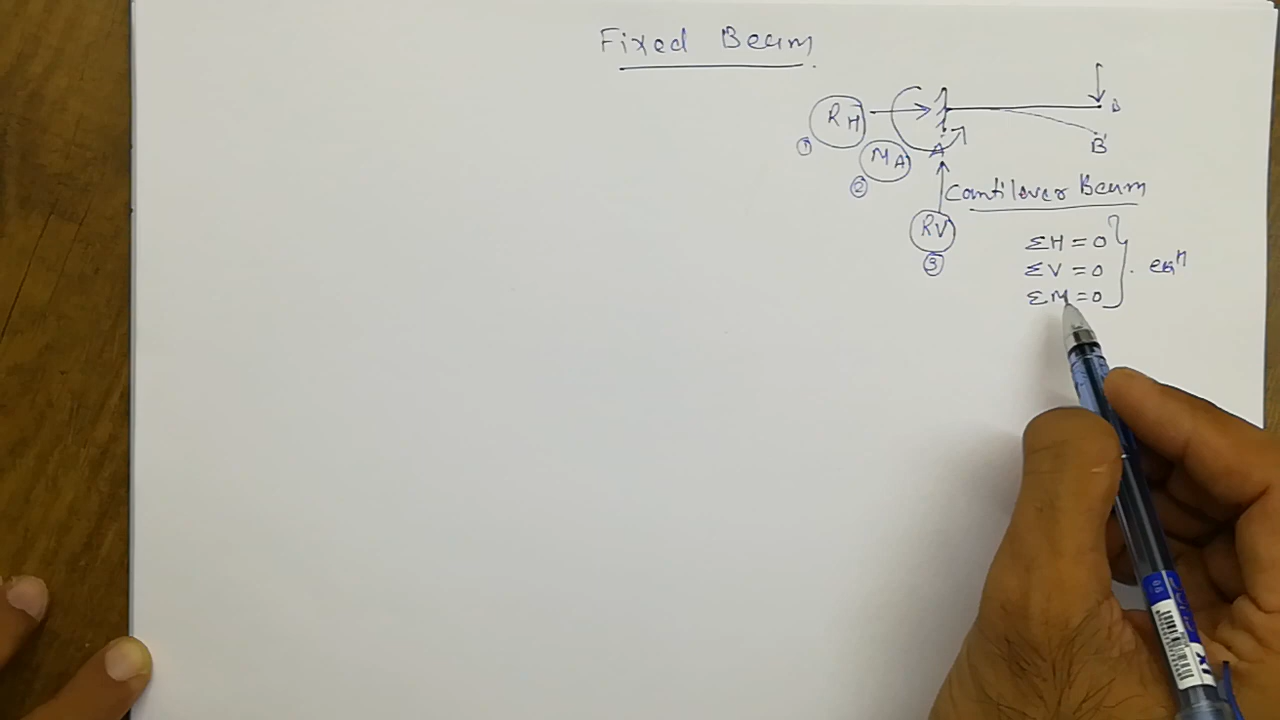 Fixed Beam
RH
B
1
MA
A
B'
2
Cantilever Beam
RV
3
ΣH = 0
ΣV = 0
ΣM = 0
eqⁿ